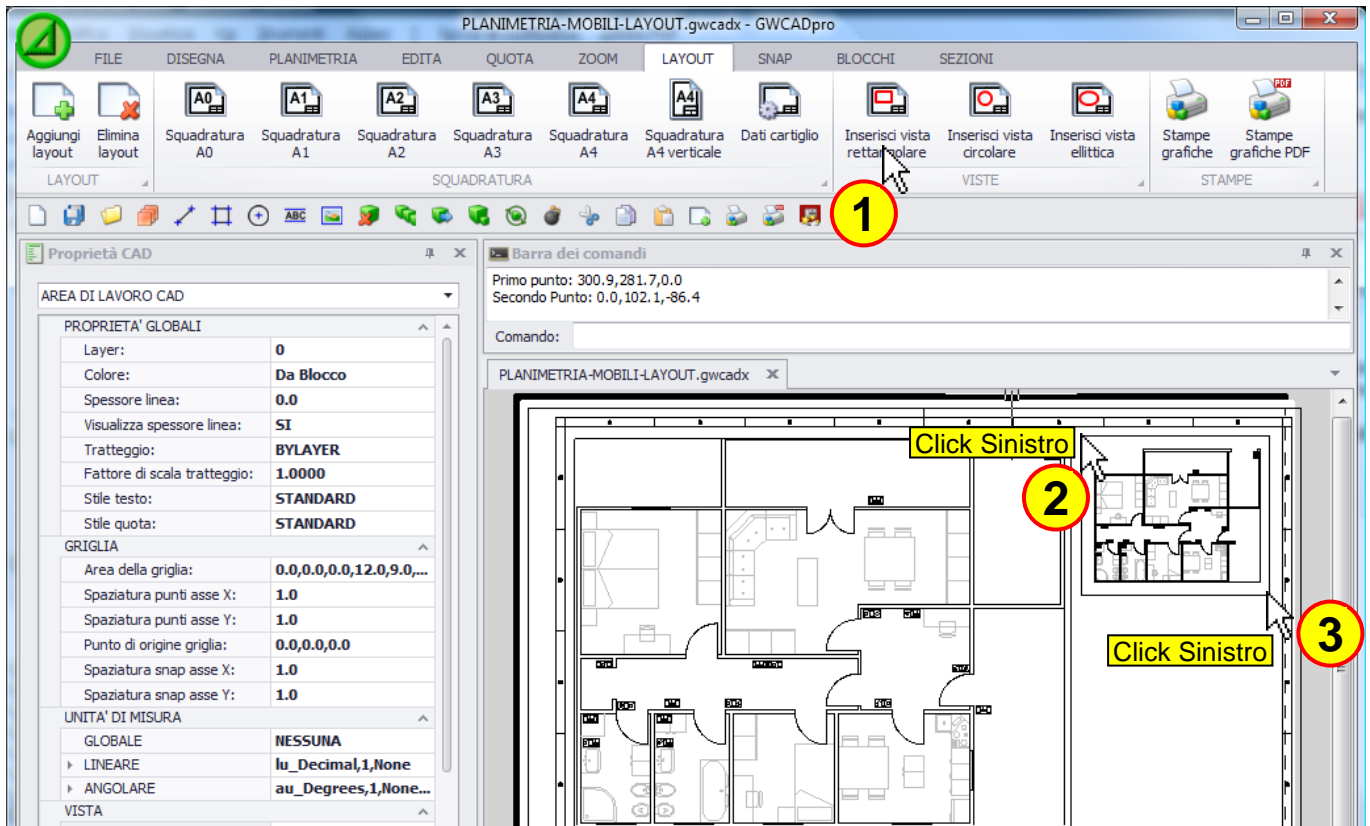 PLANIMETRIA-MOBILI-LAYOUT.gwcadx - GWCADpro
FILE DISEGNA PLANIMETRIA EDITA QUOTA ZOOM LAYOUT SNAP BLOCCHI SEZIONI
A0 A1 A2 A3 A4 A4 PDF
Aggiungi layout
Elimina layout
Squadratura A0
Squadratura A1
Squadratura A2
Squadratura A3
Squadratura A4
Squadratura A4 verticale
Dati cartiglio
Inserisci vista rettangolare
Inserisci vista circolare
Inserisci vista ellittica
Stampe grafiche
Stampe grafiche PDF
LAYOUT SQUADRATURA VISTE STAMPE
ABC
1
Proprietà CAD
AREA DI LAVORO CAD
PROPRIETA' GLOBALI
Layer: 0
Colore: Da Blocco
Spessore linea: 0.0
Visualizza spessore linea: SI
Tratteggio: BYLAYER
Fattore di scala tratteggio: 1.0000
Stile testo: STANDARD
Stile quota: STANDARD
GRIGLIA
Area della griglia: 0.0,0.0,0.0,12.0,9.0,...
Spaziatura punti asse X: 1.0
Spaziatura punti asse Y: 1.0
Punto di origine griglia: 0.0,0.0,0.0
Spaziatura snap asse X: 1.0
Spaziatura snap asse Y: 1.0
UNITA' DI MISURA
GLOBALE NESSUNA
LINEARE lu_Decimal,1,None
ANGOLARE au_Degrees,1,None...
VISTA
Barra dei comandi
Primo punto: 300.9,281.7,0.0
Secondo Punto: 0.0,102.1,-86.4
Comando:
PLANIMETRIA-MOBILI-LAYOUT.gwcadx
Click Sinistro
2
Click Sinistro
3